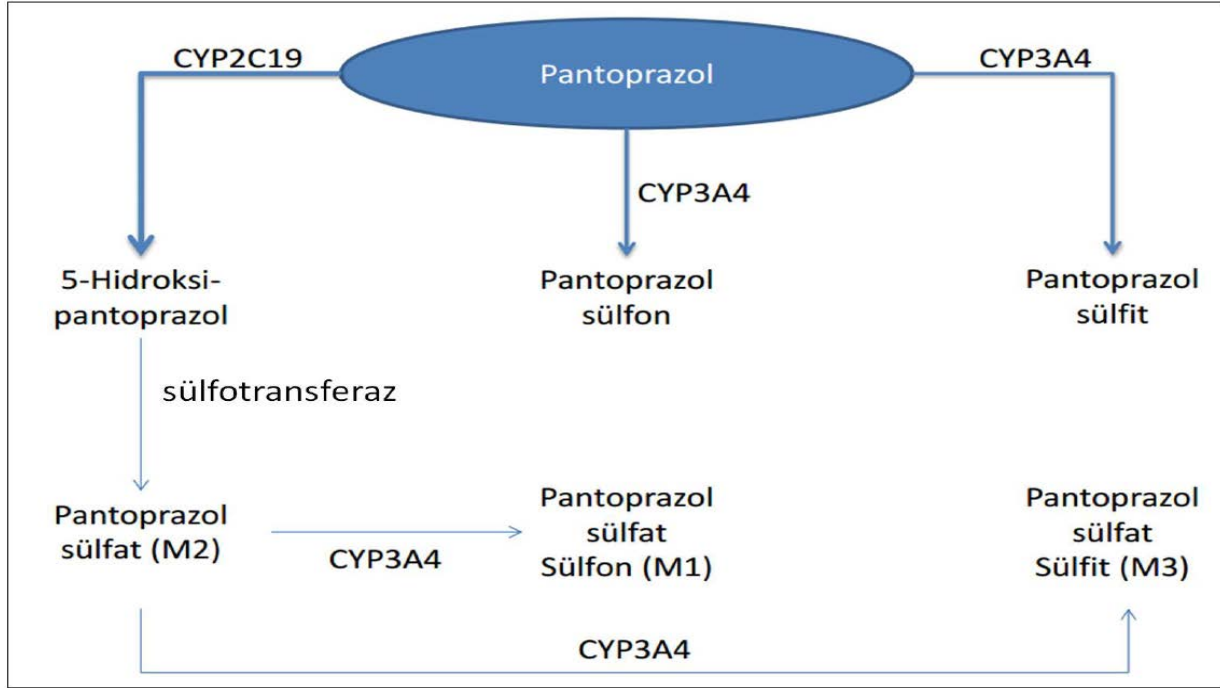 CYP2C19
Pantoprazol
CYP3A4
CYP3A4
5-Hidroksi-
pantoprazol
Pantoprazol
sülfon
Pantoprazol
sülfit
sülfotransferaz
Pantoprazol
sülfat (M2)
CYP3A4
Pantoprazol
sülfat
Sülfon (M1)
Pantoprazol
sülfat
Sülfit (M3)
CYP3A4